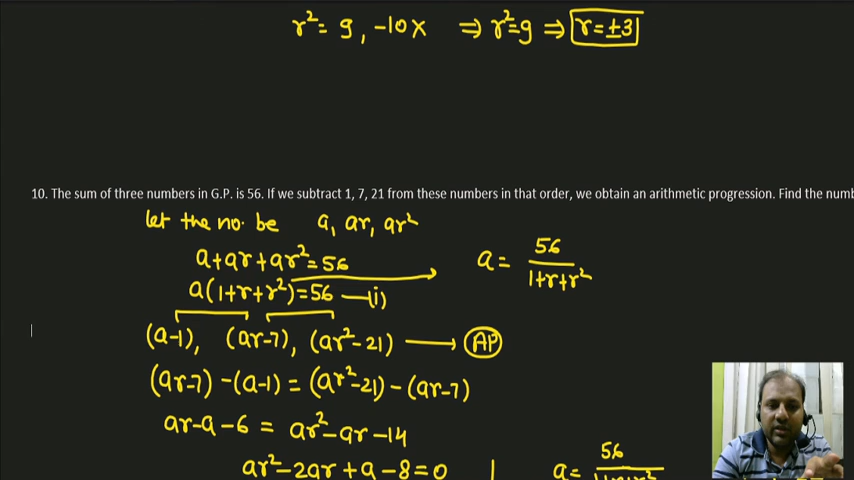 r² = 9, -10x ⇒ r²=9 ⇒ r=±3
10. The sum of three numbers in G.P. is 56. If we subtract 1, 7, 21 from these numbers in that order, we obtain an arithmetic progression. Find the numb
let the no. be a, ar, ar²
a+ar+ar²=56
a = 56/1+r+r²
a(1+r+r²)=56 —(i)
(a-1), (ar-7), (ar²-21) ⟶ AP
(ar-7) -(a-1) = (ar²-21) - (ar-7)
ar-a-6 = ar²-ar-14
ar²-2ar+a-8=0 | a= 56/1+r+r²